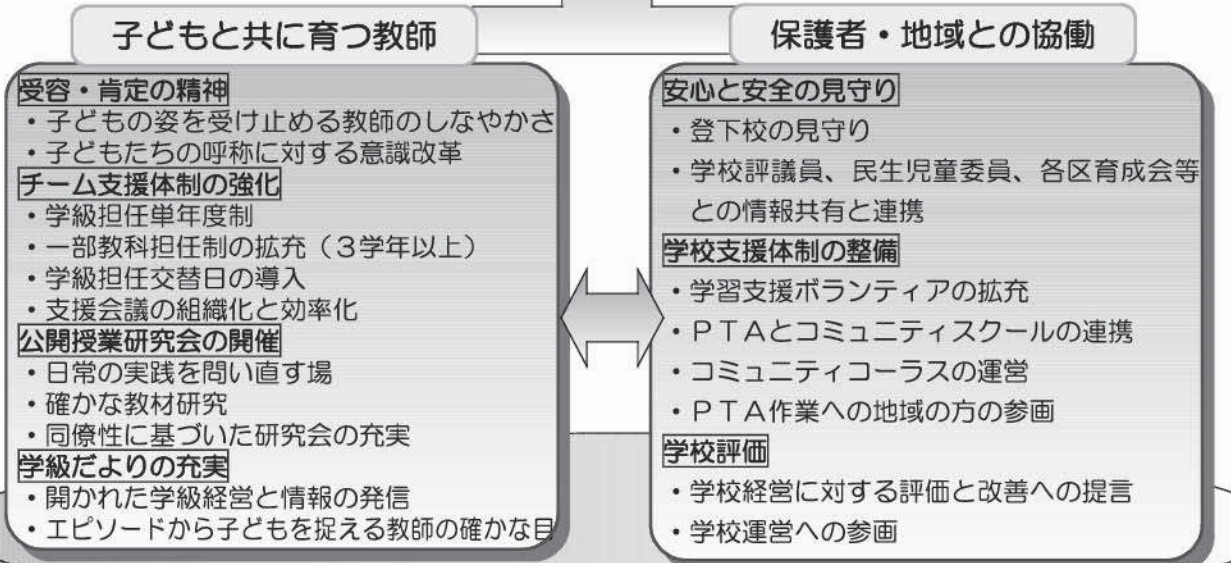 子どもと共に育つ教師
受容・肯定の精神
・子どもの姿を受け止める教師のしなやかさ
・子どもたちの呼称に対する意識改革
チーム支援体制の強化
・学級担任単年度制
・一部教科担任制の拡充（３学年以上）
・学級担任交替日の導入
・支援会議の組織化と効率化
公開授業研究会の開催
・日常の実践を問い直す場
・確かな教材研究
・同僚性に基づいた研究会の充実
学級だよりの充実
・開かれた学級経営と情報の発信
・エピソードから子どもを捉える教師の確かな目
保護者・地域との協働
安心と安全の見守り
・登下校の見守り
・学校評議員、民生児童委員、各区育成会等
との情報共有と連携
学校支援体制の整備
・学習支援ボランティアの拡充
・ＰＴＡとコミュニティスクールの連携
・コミュニティコーラスの運営
・ＰＴＡ作業への地域の方の参画
学校評価
・学校経営に対する評価と改善への提言
・学校運営への参画